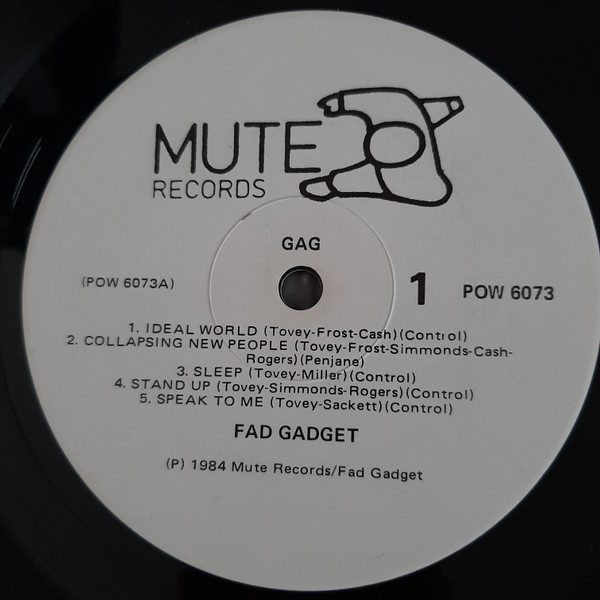 MUTE
RECORDS
GAG
(POW 6073A)
1
POW 6073
1. IDEAL WORLD (Tovey-Frost-Cash)(Control)
2. COLLAPSING NEW PEOPLE (Tovey-Frost-Simmonds-Cash-
Rogers)(Penjane)
3. SLEEP (Tovey-Miller)(Control)
4. STAND UP (Tovey-Simmonds-Rogers)(Control)
5. SPEAK TO ME (Tovey-Sackett)(Control)
FAD GADGET
(P) 1984 Mute Records/Fad Gadget